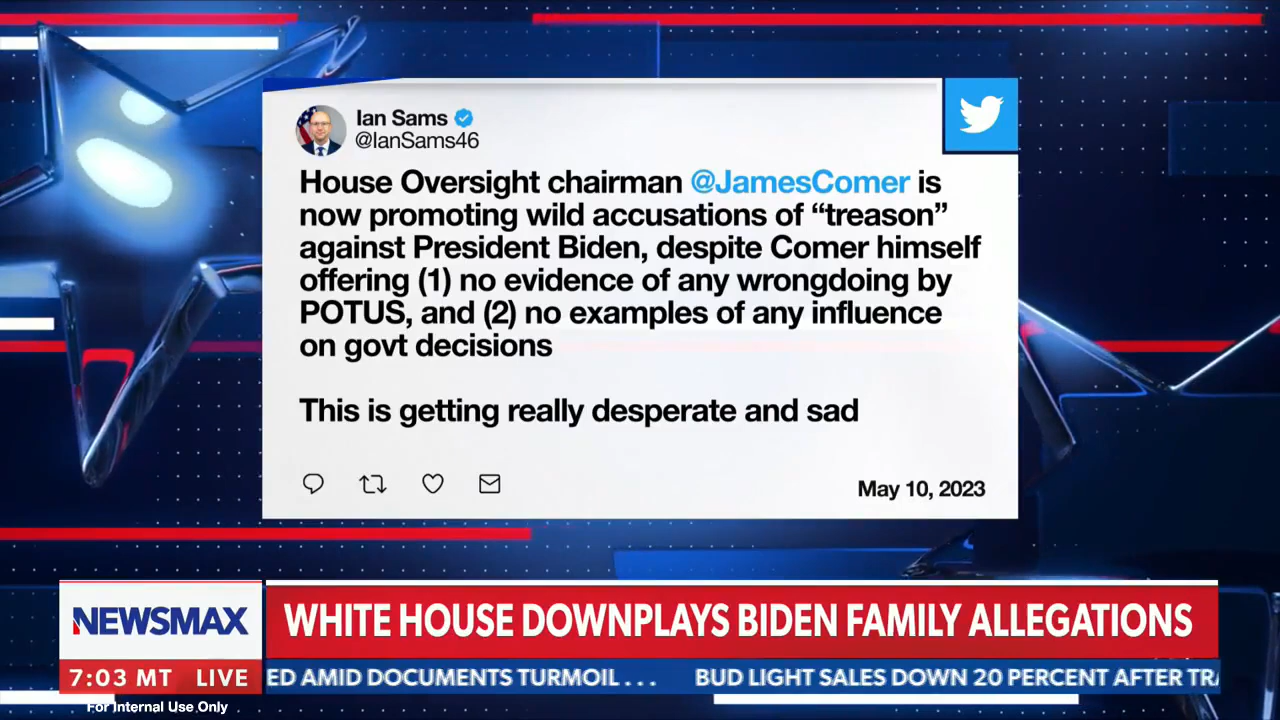 Ian Sams
@IanSams46
House Oversight chairman @JamesComer is
now promoting wild accusations of “treason”
against President Biden, despite Comer himself
offering (1) no evidence of any wrongdoing by
POTUS, and (2) no examples of any influence
on govt decisions
This is getting really desperate and sad
May 10, 2023
NEWSMAX
WHITE HOUSE DOWNPLAYS BIDEN FAMILY ALLEGATIONS
7:03 MT LIVE
ED AMID DOCUMENTS TURMOIL . . . BUD LIGHT SALES DOWN 20 PERCENT AFTER TRA
For Internal Use Only